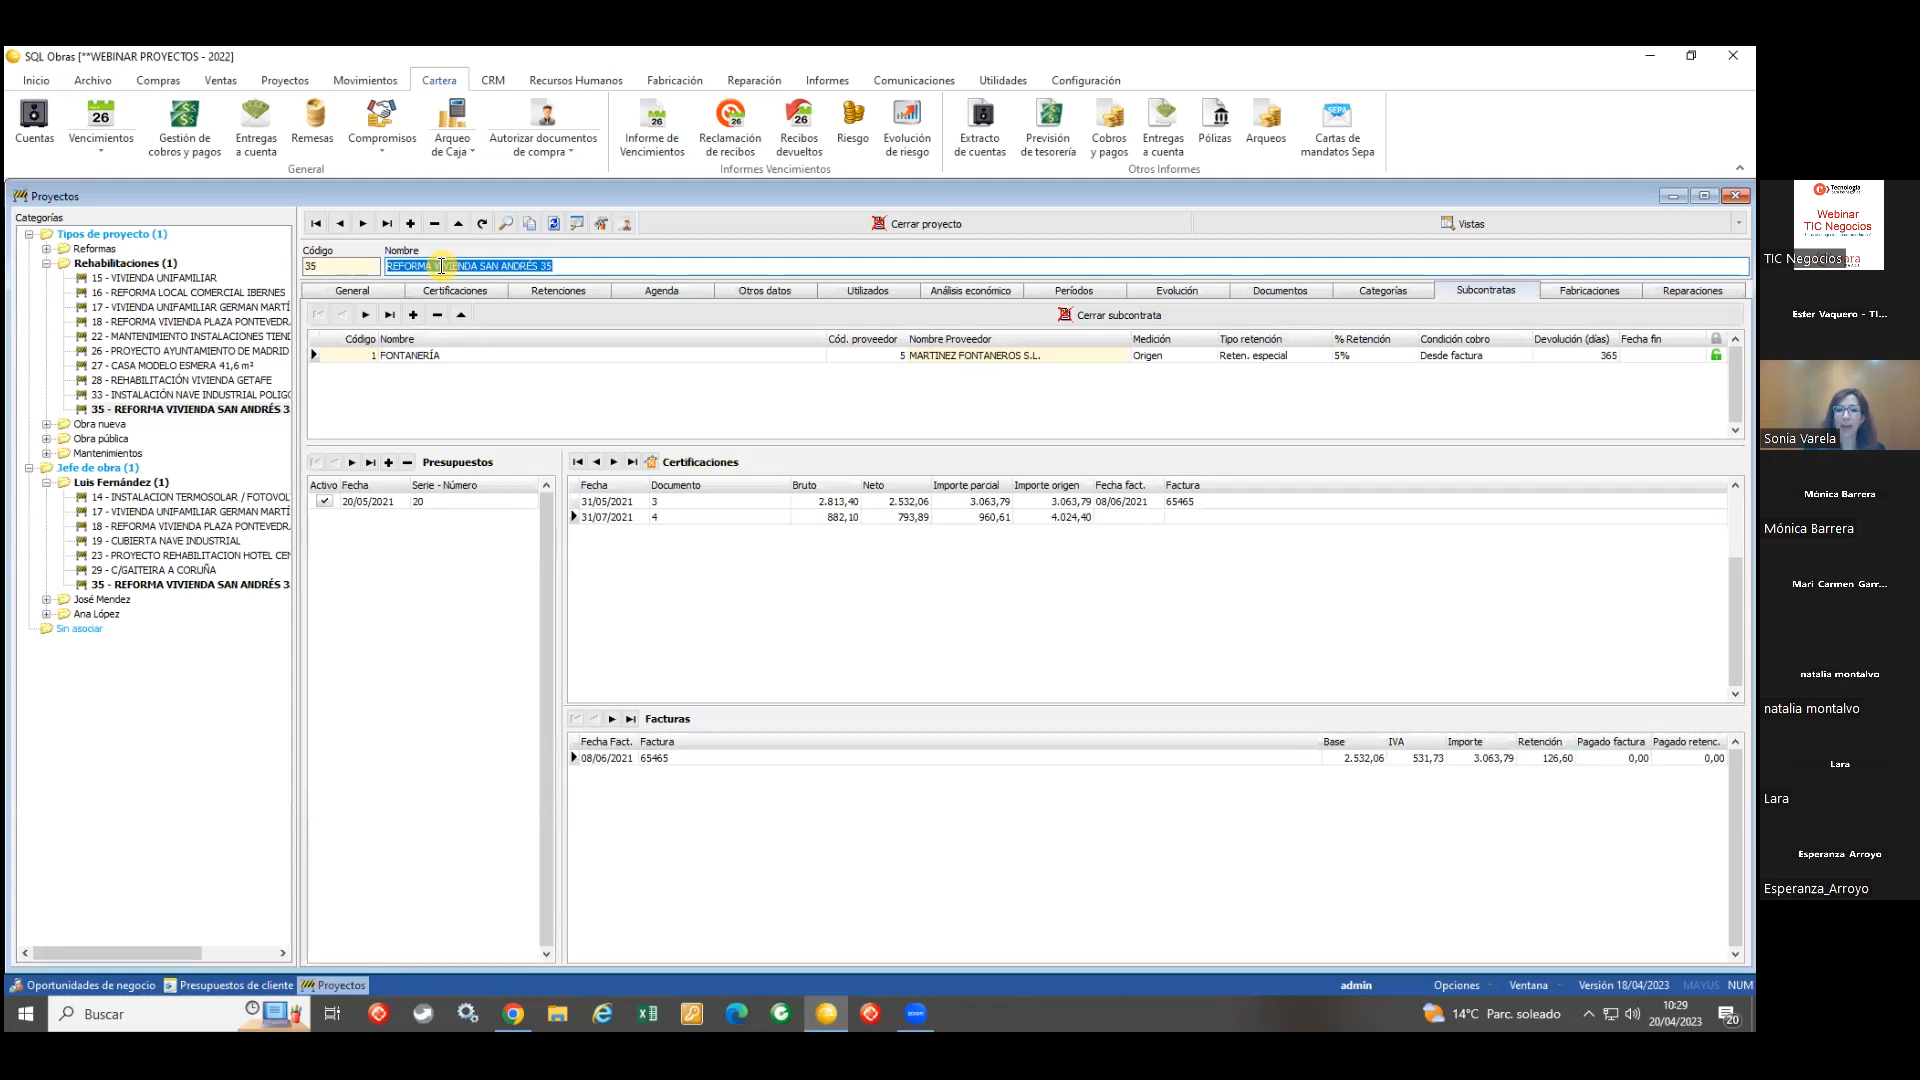 SQL Obras [**WEBINAR PROYECTOS - 2022]
Inicio Archivo Compras Ventas Proyectos Movimientos Cartera CRM Recursos Humanos Fabricación Reparación Informes Comunicaciones Utilidades Configuración
Cuentas Vencimientos Gestión de cobros y pagos Entregas a cuenta Remesas Compromisos Arqueo de Caja Autorizar documentos de compra Informe de Vencimientos Reclamación de recibos Recibos devueltos Riesgo Evolución de riesgo Extracto de cuentas Previsión de tesorería Cobros y pagos Entregas a cuenta Pólizas Arqueos Cartas de mandatos Sepa
General Informes Vencimientos Otros Informes
Proyectos
Categorías
Tipos de proyecto (1)
Reformas
Rehabilitaciones (1)
15 - VIVIENDA UNIFAMILIAR
16 - REFORMA LOCAL COMERCIAL IBERNES
17 - VIVIENDA UNIFAMILIAR GERMAN MARTÍ
18 - REFORMA VIVIENDA PLAZA PONTEVEDR
22 - MANTENIMIENTO INSTALACIONES TIEND
26 - PROYECTO AYUNTAMIENTO DE MADRID
27 - CASA MODELO ESMERA 41,6 m²
28 - REHABILITACIÓN VIVIENDA GETAFE
33 - INSTALACIÓN NAVE INDUSTRIAL POLIG
35 - REFORMA VIVIENDA SAN ANDRÉS 3
Obra nueva
Obra pública
Mantenimientos
Jefe de obra (1)
Luis Fernández (1)
14 - INSTALACION TERMOSOLAR / FOTOVOL
17 - VIVIENDA UNIFAMILIAR GERMAN MARTÍ
18 - REFORMA VIVIENDA PLAZA PONTEVEDR
19 - CUBIERTA NAVE INDUSTRIAL
23 - PROYECTO REHABILITACION HOTEL CEN
29 - C/GAITEIRA A CORUÑA
35 - REFORMA VIVIENDA SAN ANDRÉS 3
José Mendez
Ana López
Sin asociar
Cerrar proyecto Vistas
Código Nombre
35 REFORMA VIVIENDA SAN ANDRÉS 35
General Certificaciones Retenciones Agenda Otros datos Utilizados Análisis económico Períodos Evolución Documentos Categorías Subcontratas Fabricaciones Reparaciones
Cerrar subcontrata
Código Nombre Cód. proveedor Nombre Proveedor Medición Tipo retención % Retención Condición cobro Devolución (días) Fecha fin
1 FONTANERÍA 5 MARTINEZ FONTANEROS S.L. Origen Reten. especial 5% Desde factura 365
Presupuestos
Activo Fecha Serie - Número
20/05/2021 20
Certificaciones
Fecha Documento Bruto Neto Importe parcial Importe origen Fecha fact. Factura
31/05/2021 3 2.813,40 2.532,06 3.063,79 3.063,79 08/06/2021 65465
31/07/2021 4 882,10 793,89 960,61 4.024,40
Facturas
Fecha Fact. Factura Base IVA Importe Retención Pagado factura Pagado retenc.
08/06/2021 65465 2.532,06 531,73 3.063,79 126,60 0,00 0,00
Oportunidades de negocio Presupuestos de cliente Proyectos admin Opciones Ventana Versión 18/04/2023 MAYUS NUM
Buscar 14°C Parc. soleado 10:29
20/04/2023 20
Tecnología
Webinar
TIC Negocios
TIC Negocios
Ester Vaquero - TI...
Sonia Varela
Mónica Barrera
Mónica Barrera
Mari Carmen Garr...
natalia montalvo
natalia montalvo
Lara
Lara
Esperanza Arroyo
Esperanza_Arroyo